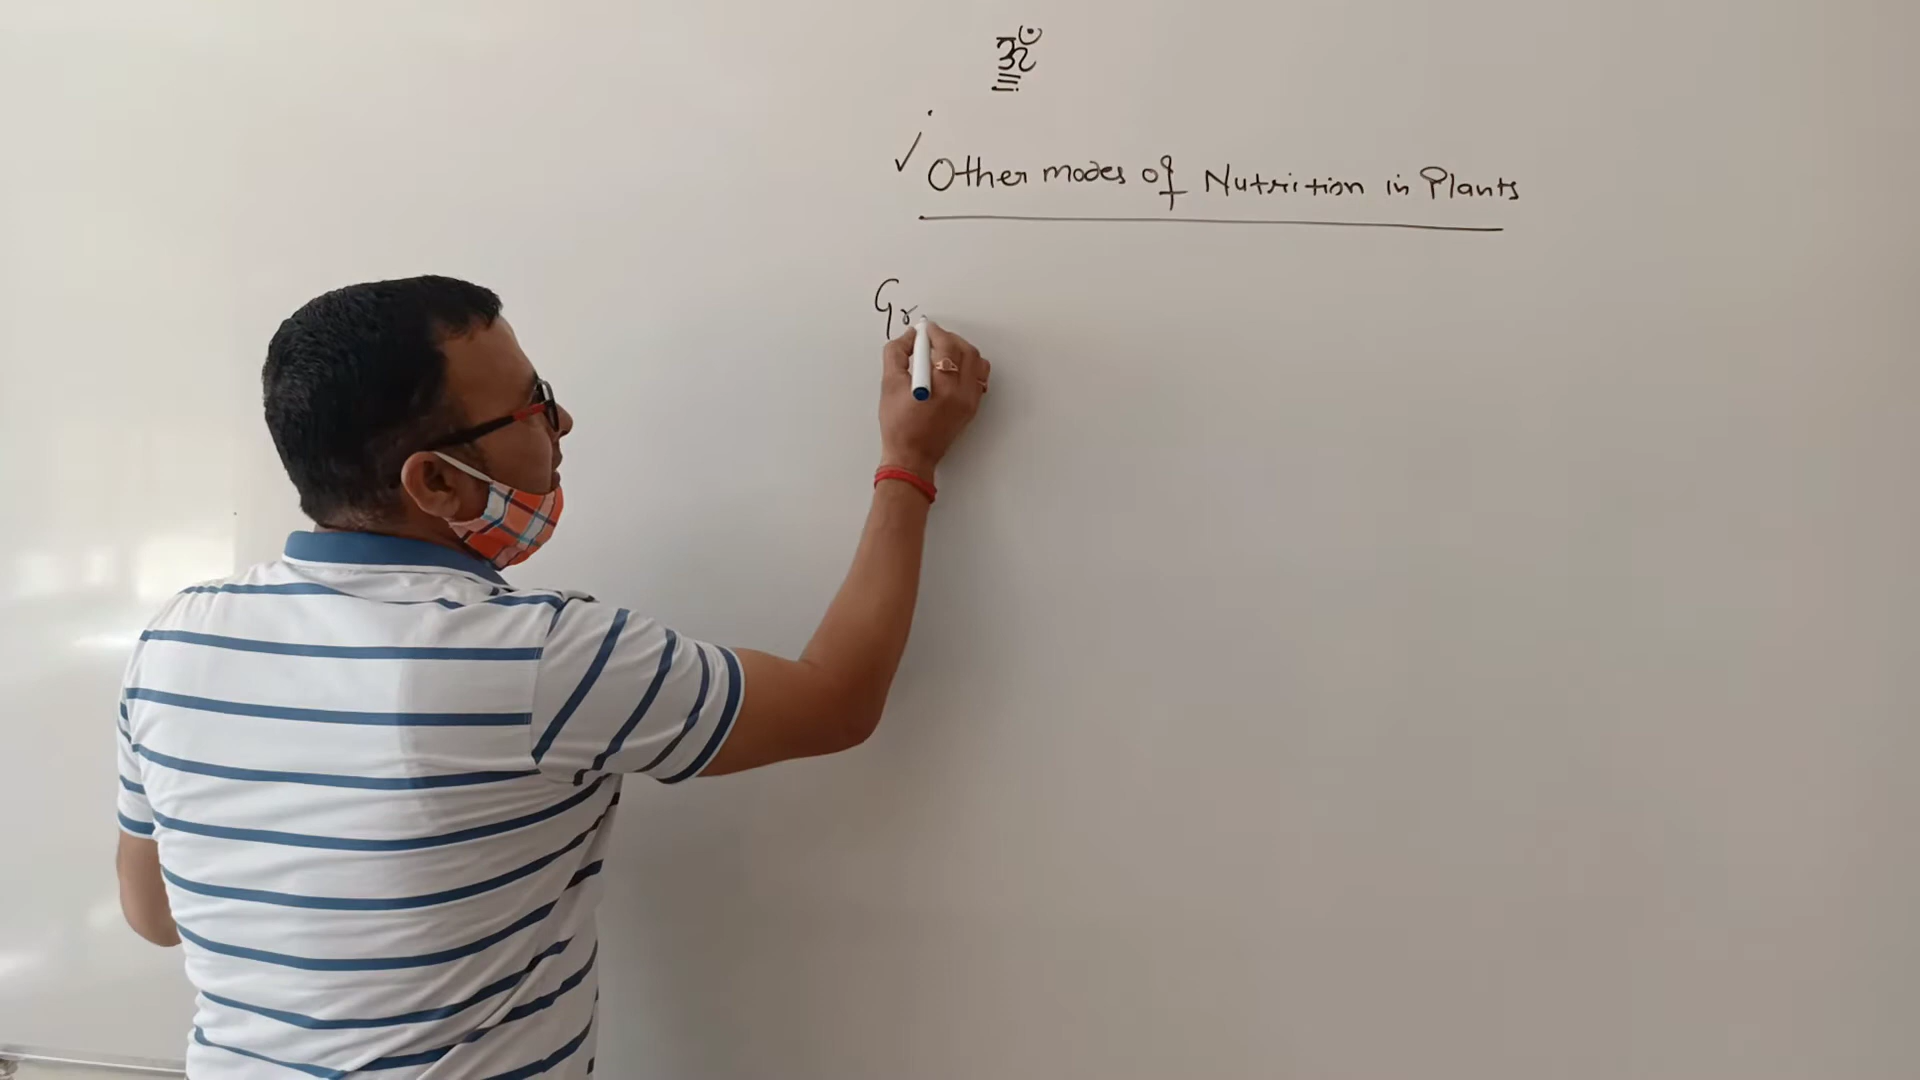 ॐ
✓ Other modes of Nutrition in Plants
Gr